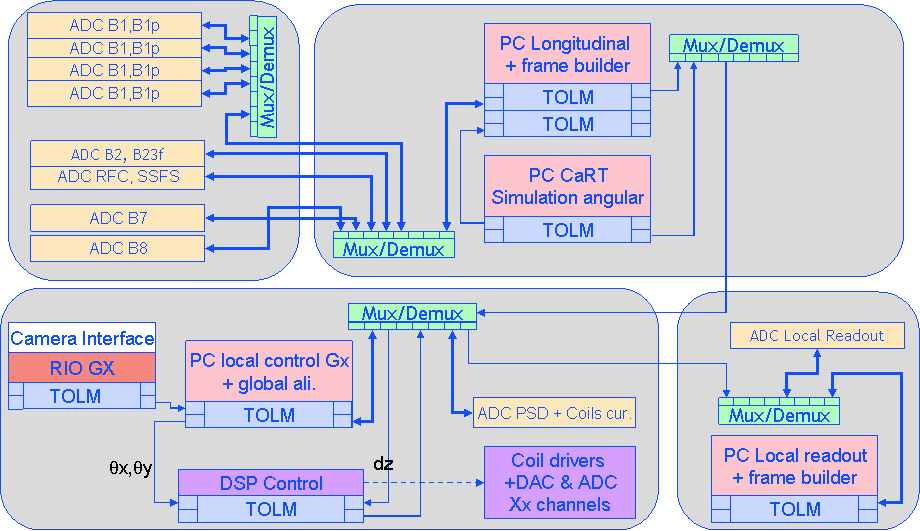 ADC B1,B1p
ADC B1,B1p
ADC B1,B1p
ADC B1,B1p
Mux/Demux
ADC B2, B23f
ADC RFC, SSFS
ADC B7
ADC B8
Mux/Demux
PC Longitudinal
+ frame builder
TOLM
TOLM
Mux/Demux
PC CaRT
Simulation angular
TOLM
Camera Interface
RIO GX
TOLM
PC local control Gx
+ global ali.
TOLM
Mux/Demux
ADC PSD + Coils cur.
θx,θy
dz
DSP Control
TOLM
Coil drivers
+DAC & ADC
Xx channels
ADC Local Readout
Mux/Demux
PC Local readout
+ frame builder
TOLM